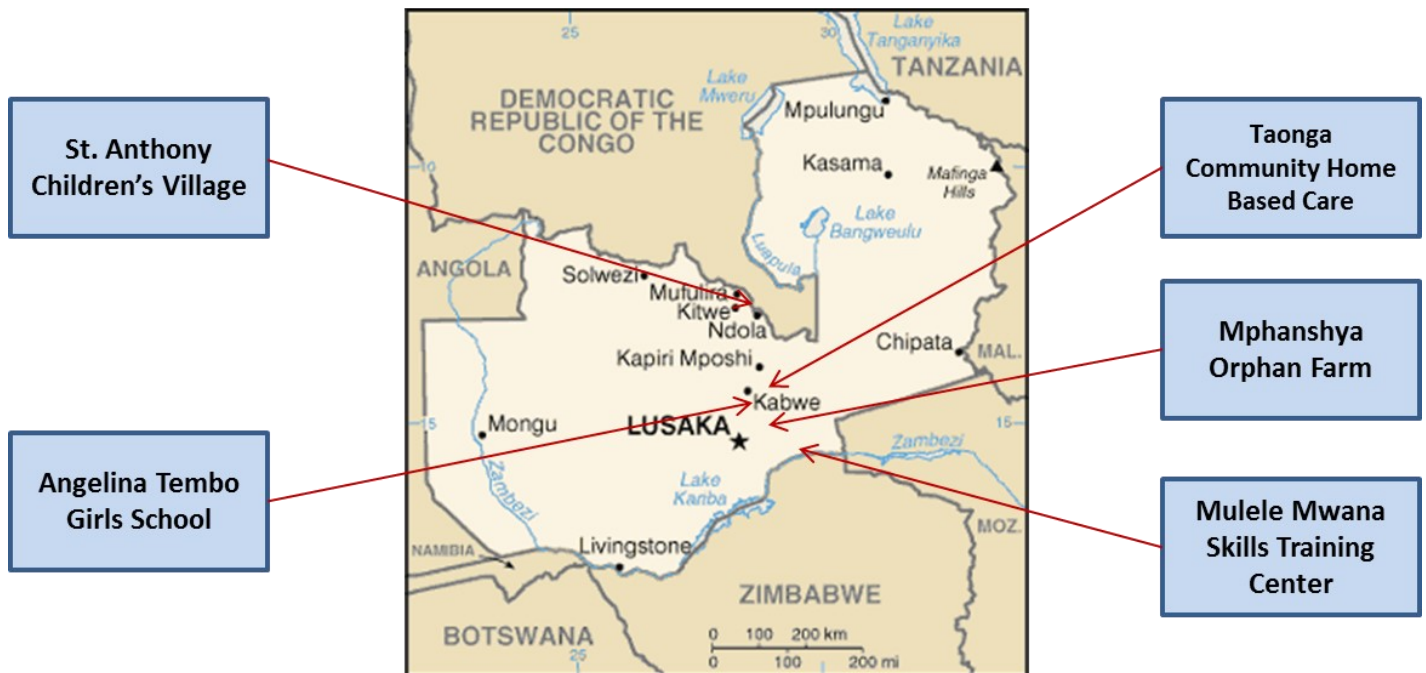 St. Anthony
Children's Village
Angelina Tembo
Girls School
25
30
Lake
Tanganyika
TANZANIA
Lake
Mweru
DEMOCRATIC
REPUBLIC OF THE
CONGO
Mpulungu
10
Kasama
Mafinga
Hills
Lake
Bangweulu
Luapula
ANGOLA
Solwezi
Mufulira
Kitwe
Ndola
Kapiri Mposhi
Chipata
MAL.
Kabwe
15
Mongu
LUSAKA
15
Zambezi
Zambezi
Lake
Kariba
MOZ.
NAMIBIA
Livingstone
ZIMBABWE
BOTSWANA
0 100 200 km
0 100 200 mi
25
30
Taonga
Community Home
Based Care
Mphanshya
Orphan Farm
Mulele Mwana
Skills Training
Center